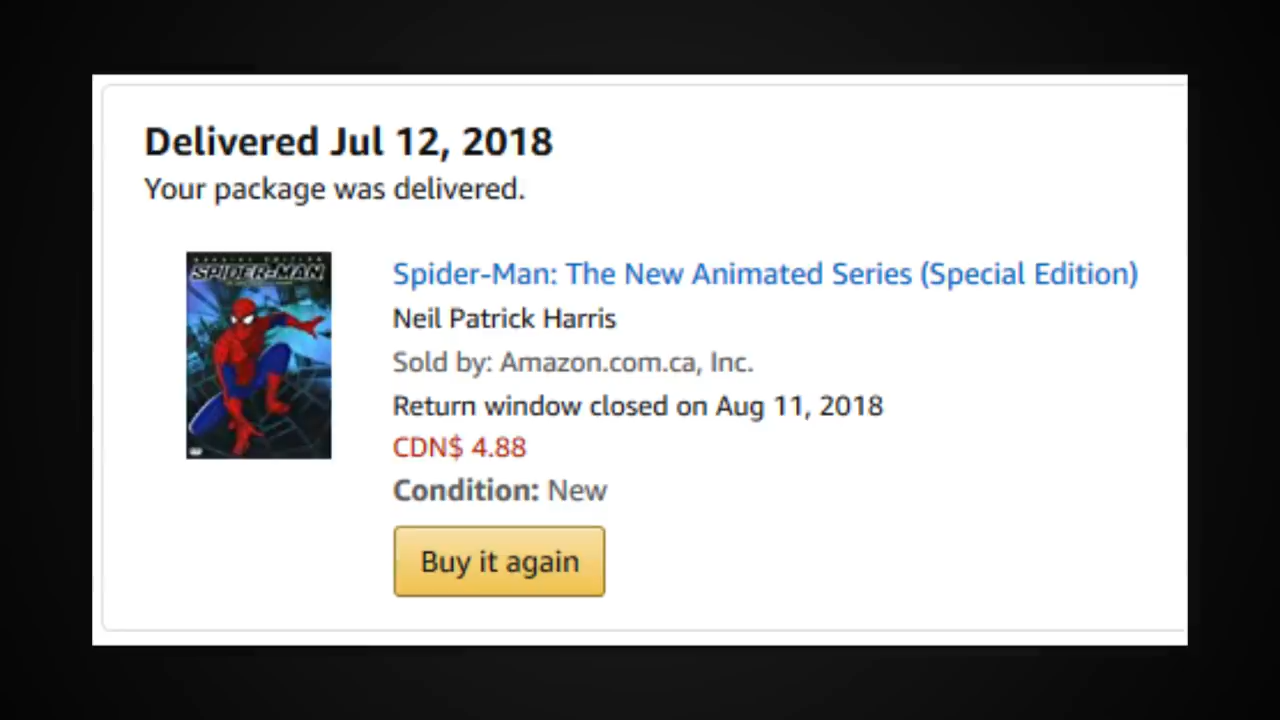 Delivered Jul 12, 2018
Your package was delivered.
SPECIAL EDITION
SPIDER-MAN
Spider-Man: The New Animated Series (Special Edition)
Neil Patrick Harris
Sold by: Amazon.com.ca, Inc.
Return window closed on Aug 11, 2018
CDN$ 4.88
Condition: New
Buy it again